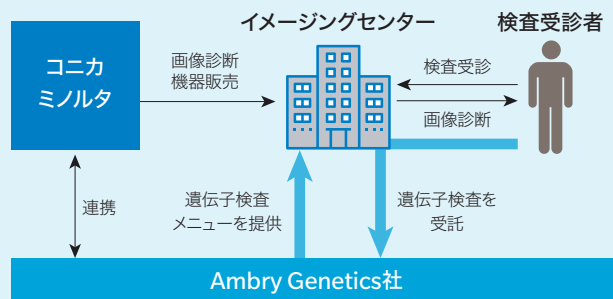 イメージングセンター
検査受診者
コニカ
ミノルタ
画像診断
機器販売
検査受診
画像診断
連携
遺伝子検査
メニューを提供
遺伝子検査を
受託
Ambry Genetics社